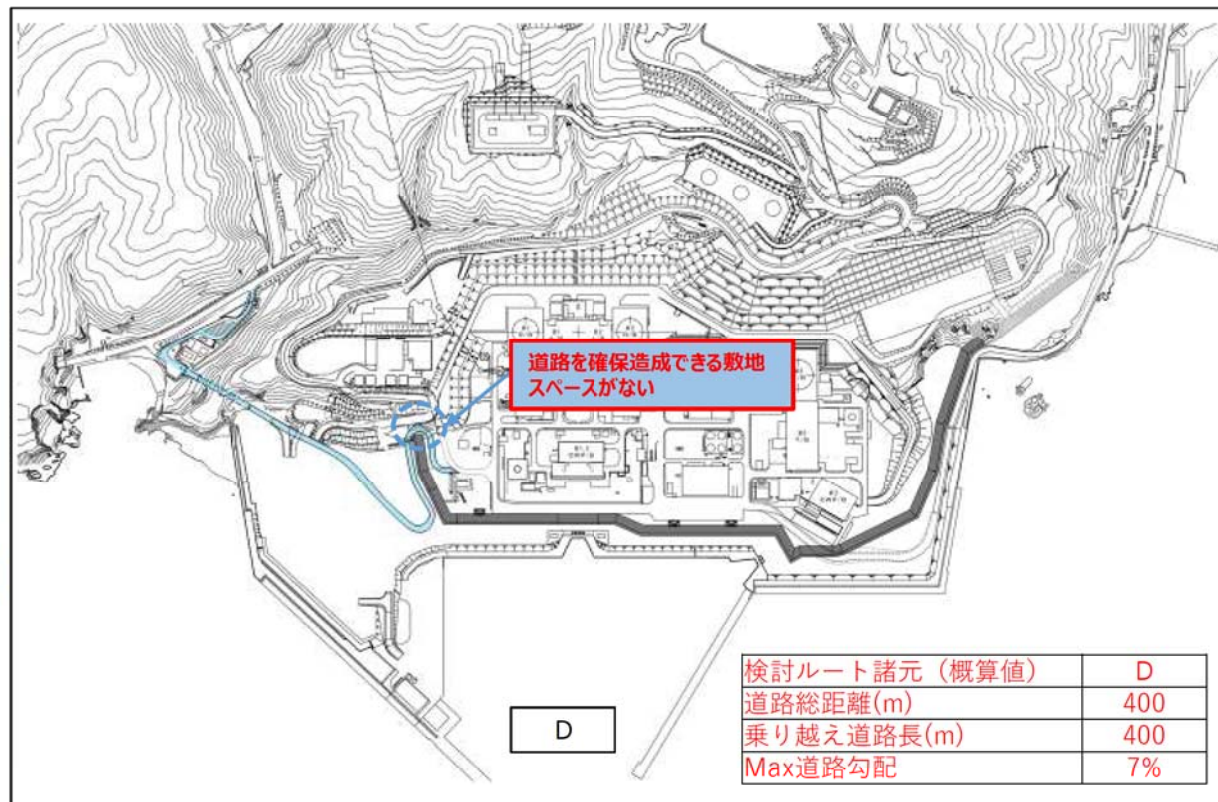 道路を確保造成できる敷地
スペースがない
D
検討ルート諸元（概算値） D
道路総距離(m) 400
乗り越え道路長(m) 400
Max道路勾配 7%